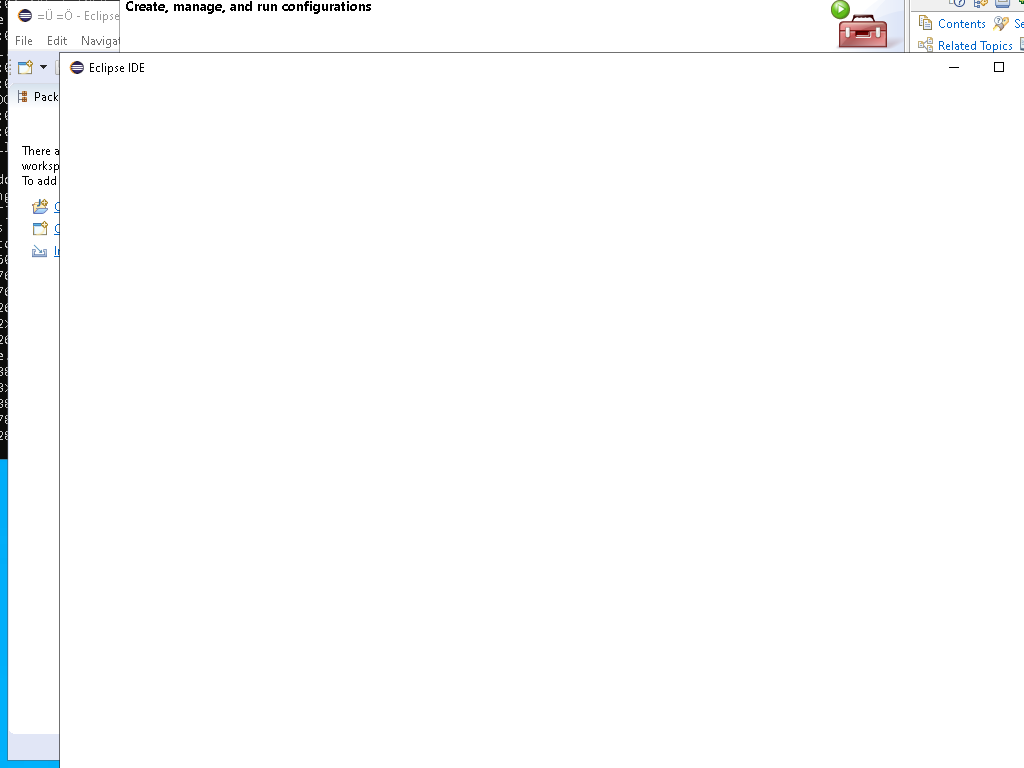 =Ü =Ö - Eclipse
Create, manage, and run configurations
File Edit Navigat
Contents
Se
Related Topics
Eclipse IDE
Pack
There a
worksp
To add